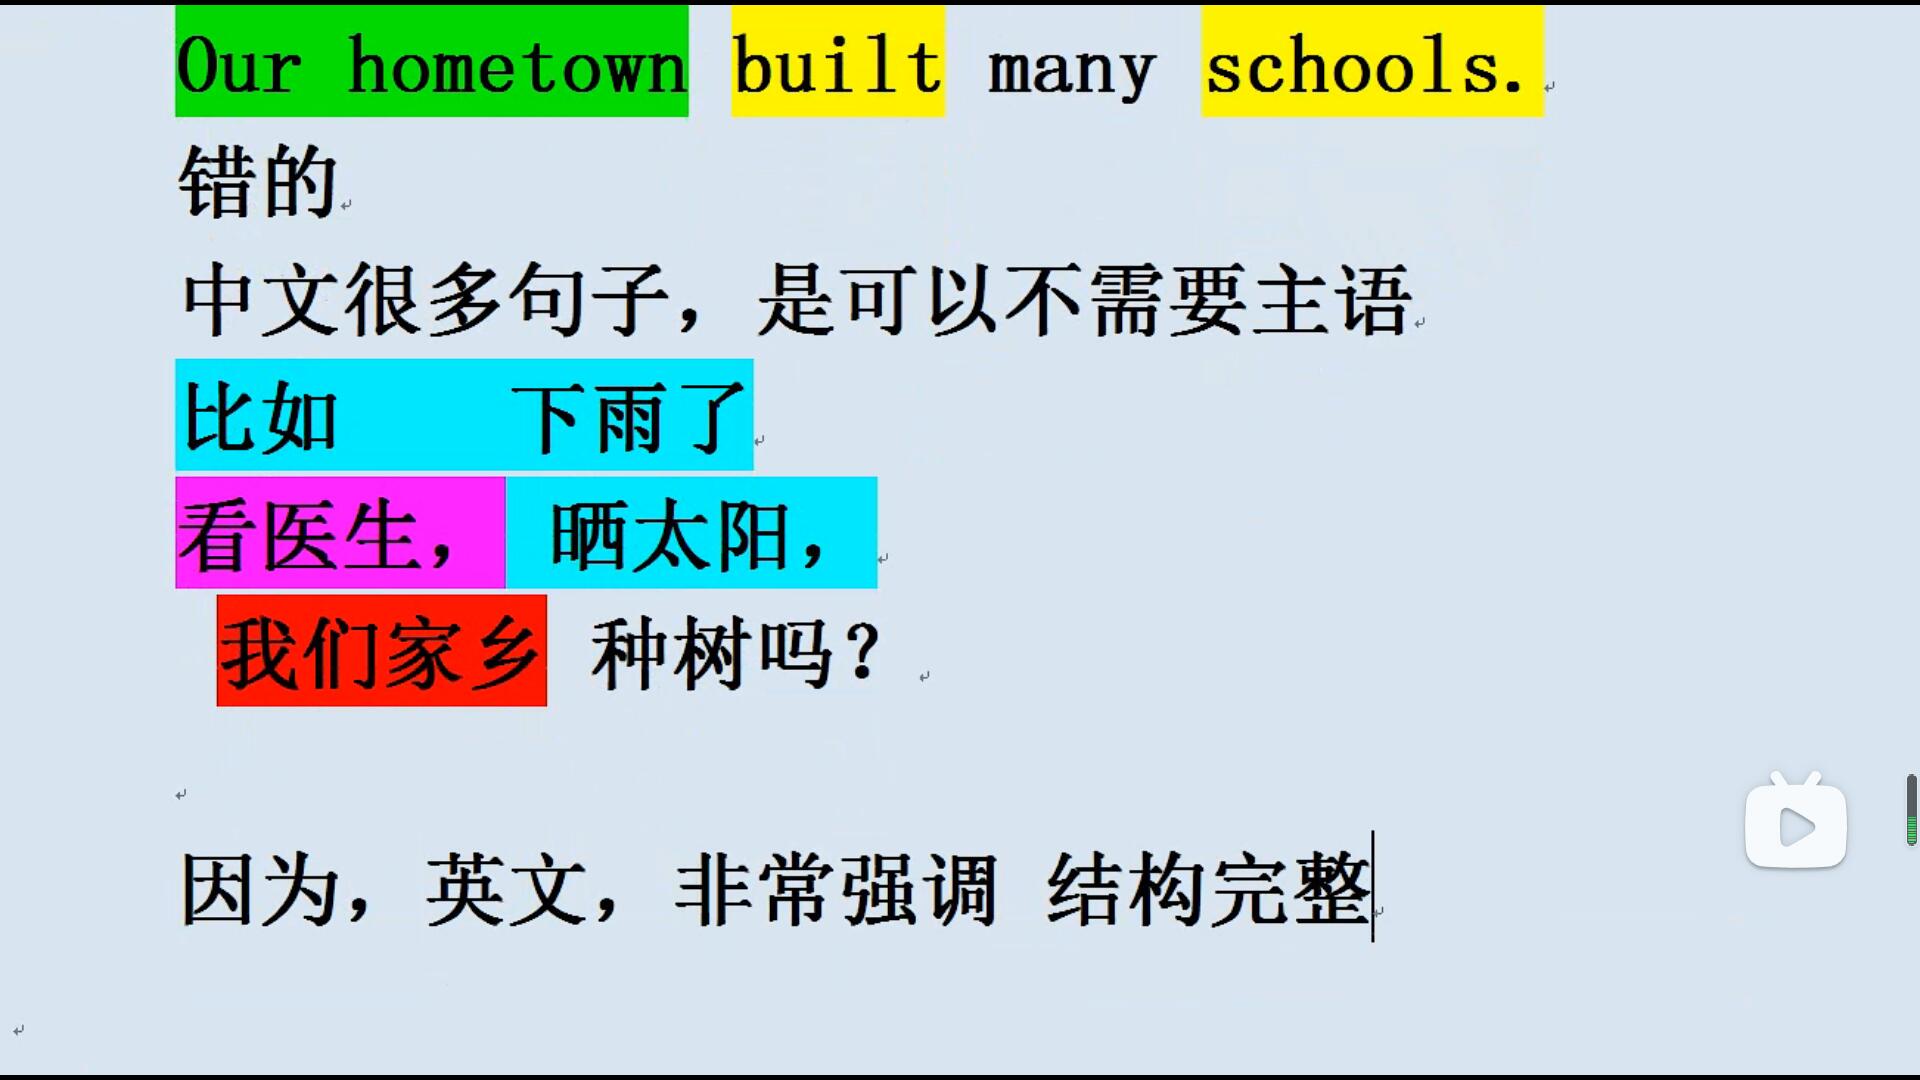 Our hometown built many schools.
错的
中文很多句子，是可以不需要主语
比如 下雨了
看医生， 晒太阳，
我们家乡 种树吗？
因为，英文，非常强调 结构完整